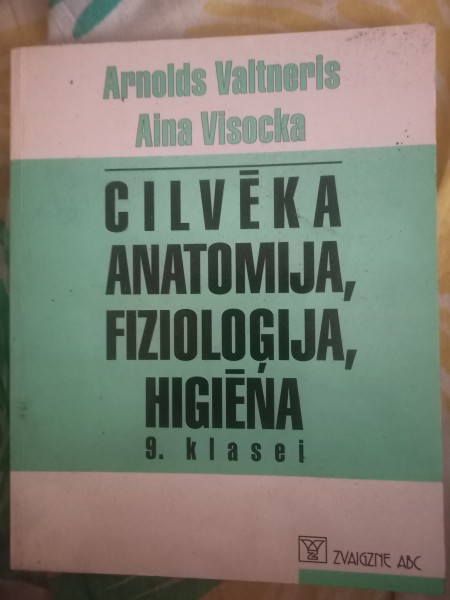 Arnolds Valtneris
Aina Visocka
CILVĒKA
ANATOMIJA,
FIZIOLOĢIJA,
HIGIĒNA
9. klasei
ZVAIGZNE ABC